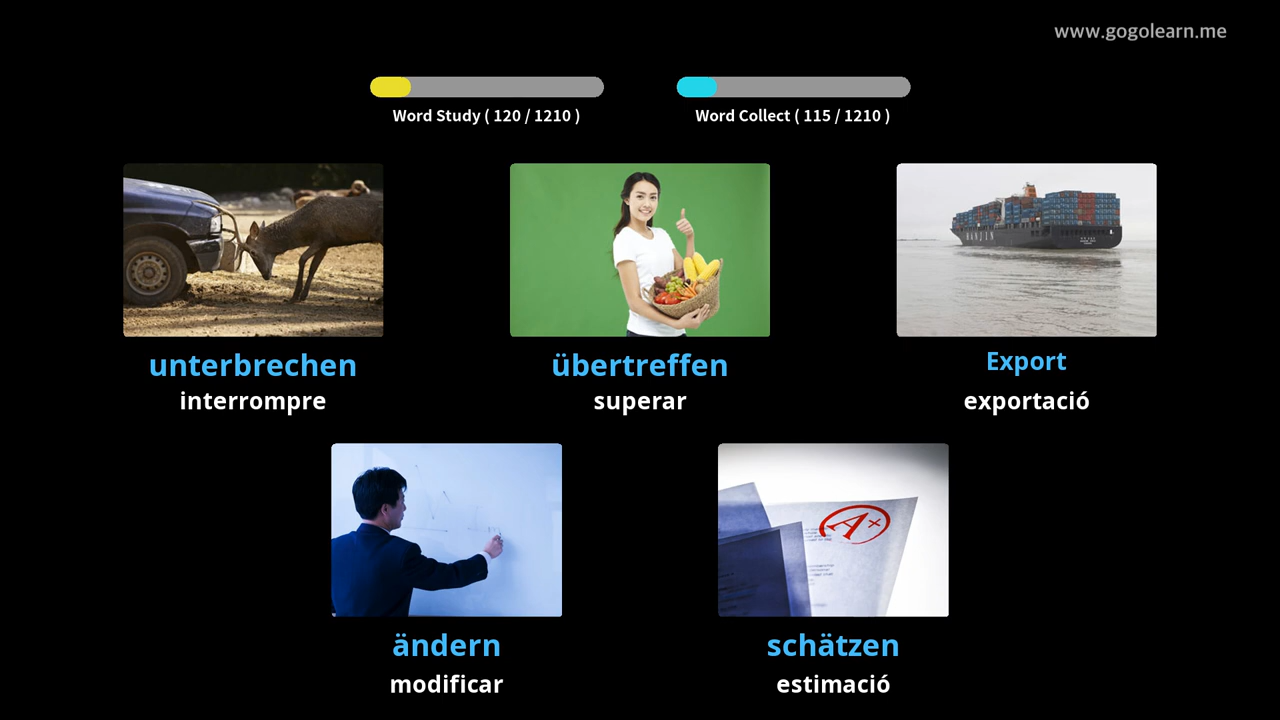 www.gogolearn.me
Word Study ( 120 / 1210 )
Word Collect ( 115 / 1210 )
unterbrechen
interrompre
übertreffen
superar
HANJIN
Export
exportació
A+
ändern
modificar
schätzen
estimació